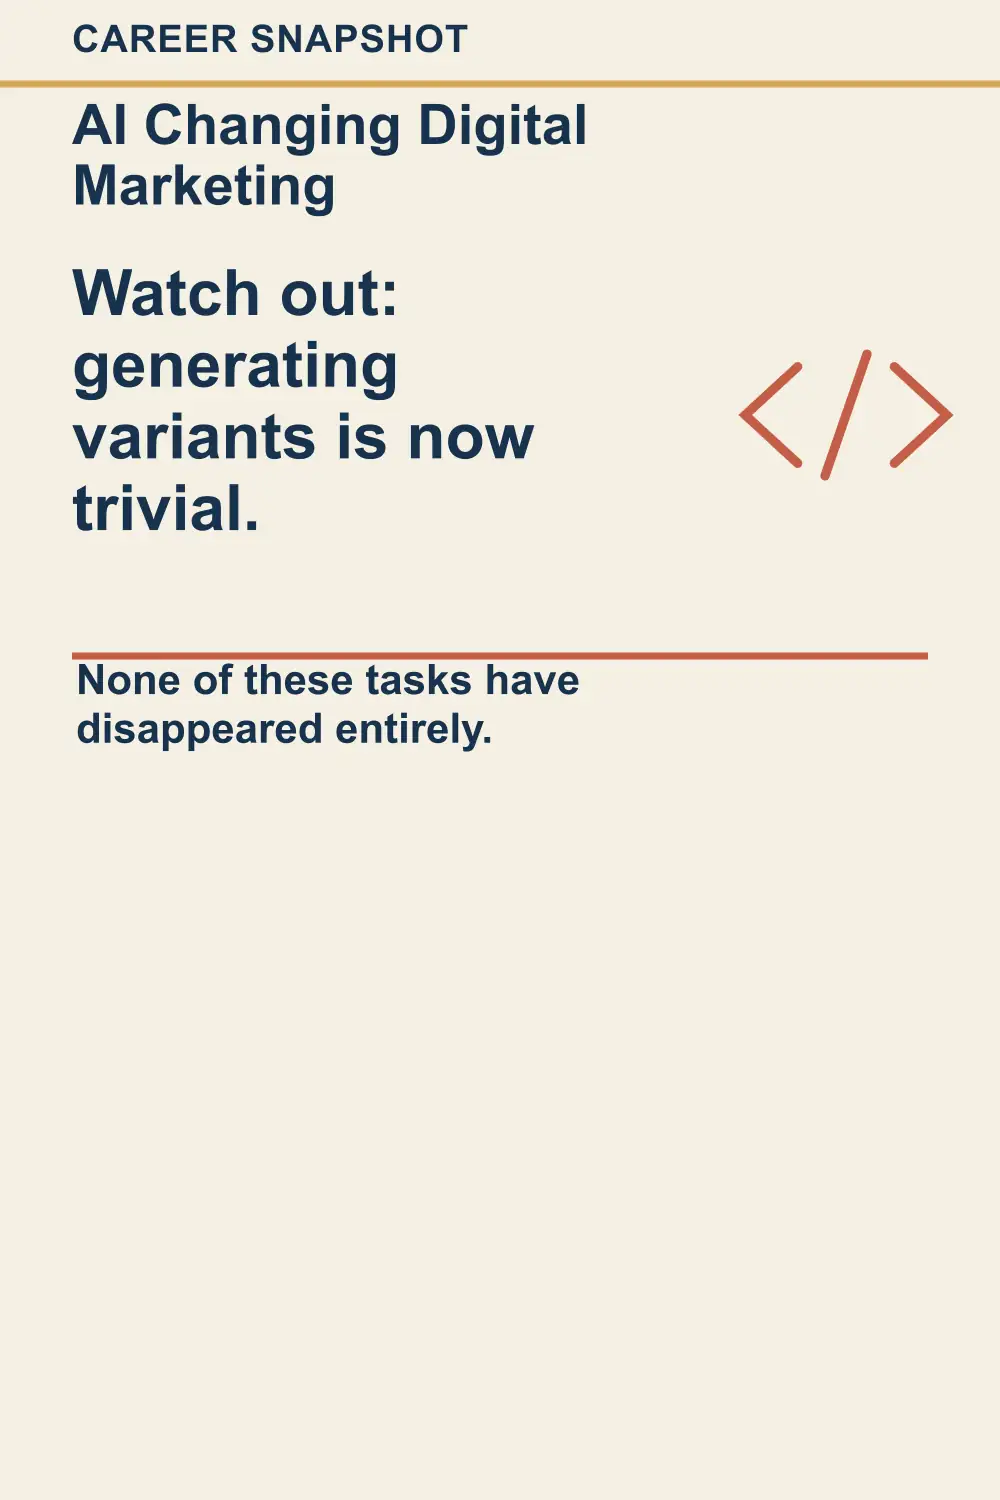 CAREER SNAPSHOT
AI Changing Digital
Marketing
Watch out:
generating
variants is now
trivial.
None of these tasks have
disappeared entirely.